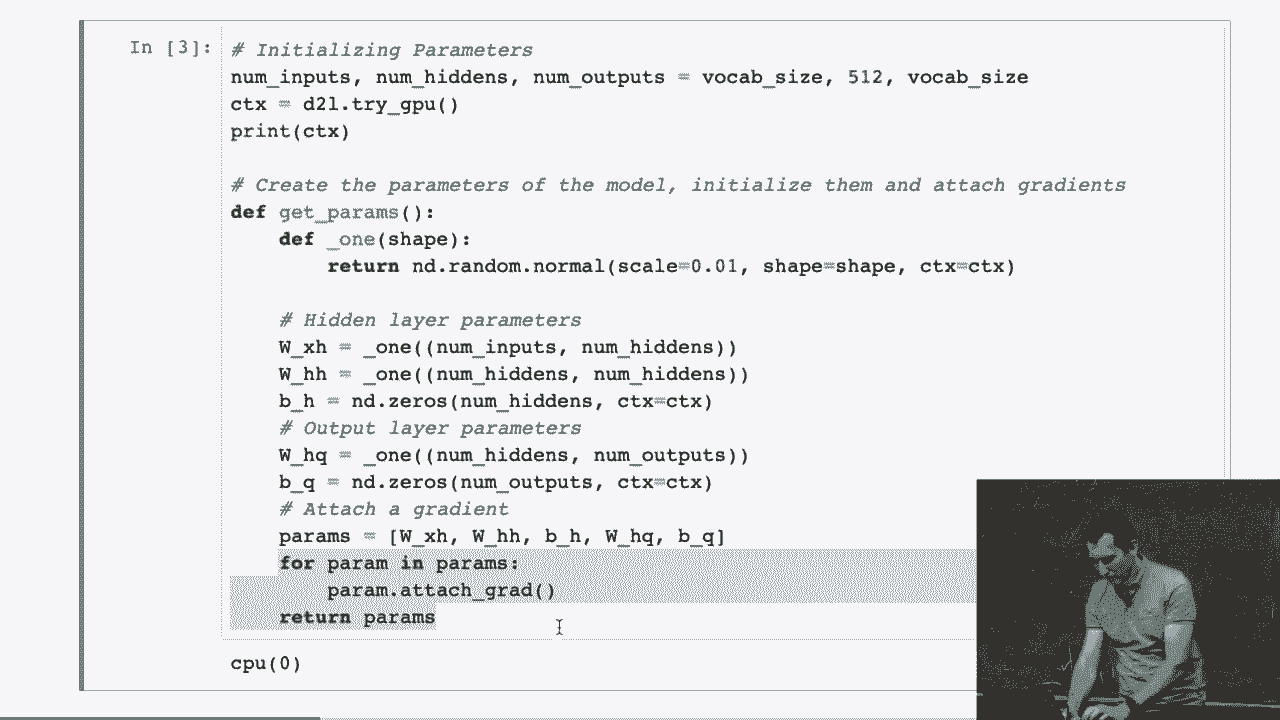 In [3]: # Initializing Parameters
num_inputs, num_hiddens, num_outputs = vocab_size, 512, vocab_size
ctx = d2l.try_gpu()
print(ctx)
# Create the parameters of the model, initialize them and attach gradients
def get_params():
    def _one(shape):
        return nd.random.normal(scale=0.01, shape=shape, ctx=ctx)
    # Hidden layer parameters
    W_xh = _one((num_inputs, num_hiddens))
    W_hh = _one((num_hiddens, num_hiddens))
    b_h = nd.zeros(num_hiddens, ctx=ctx)
    # Output layer parameters
    W_hq = _one((num_hiddens, num_outputs))
    b_q = nd.zeros(num_outputs, ctx=ctx)
    # Attach a gradient
    params = [W_xh, W_hh, b_h, W_hq, b_q]
    for param in params:
        param.attach_grad()
    return params
cpu(0)